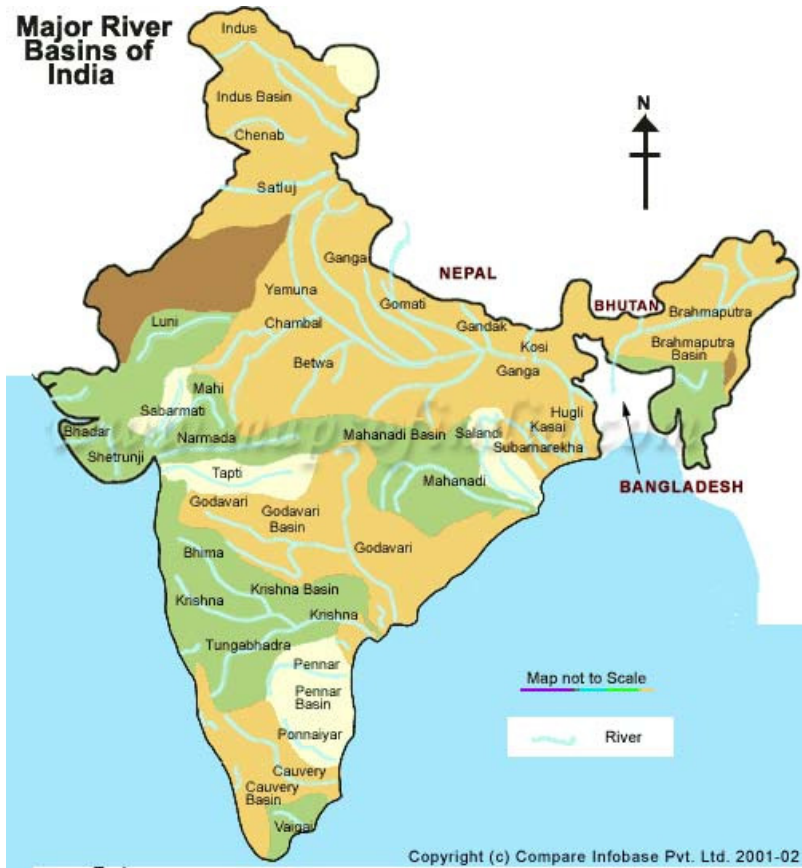 Major River
Basins of
India
Indus
Indus Basin
Chenab
Satluj
N
Ganga
NEPAL
Yamuna
Gomati
BHUTAN
Luni
Chambal
Gandak
Brahmaputra
Kosi
Betwa
Ganga
Brahmaputra
Basin
Mahi
Sabarmati
Hugli
Bhadar
Narmada
Mahanadi Basin
Salandi
Kasai
Subarnarekha
Shetrunji
Tapti
Mahanadi
BANGLADESH
Godavari
Godavari
Basin
Godavari
Bhima
Krishna Basin
Krishna
Krishna
Tungabhadra
Pennar
Map not to Scale
Pennar
Basin
Ponnaiyar
River
Cauvery
Cauvery
Basin
Vaigai
Copyright (c) Compare Infobase Pvt. Ltd. 2001-02